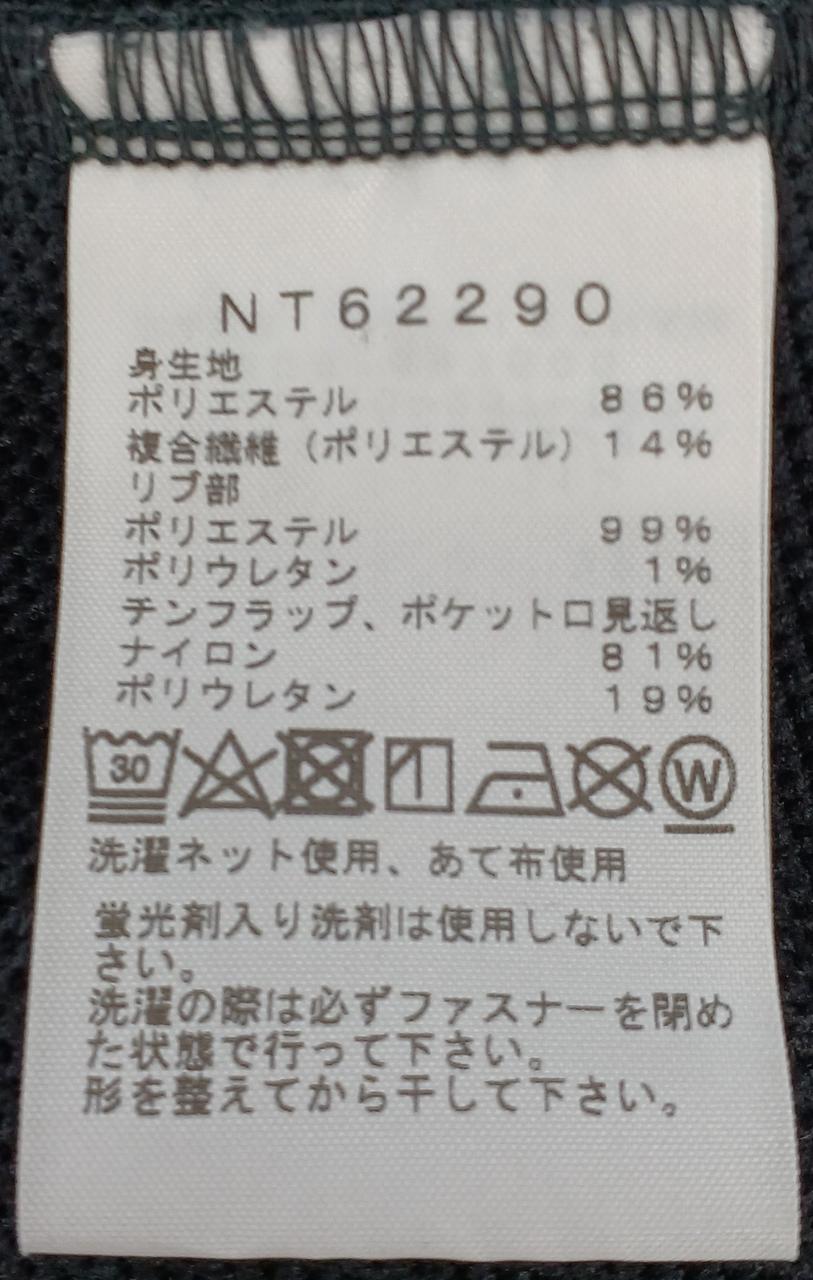 NT62290
身生地
ポリエステル 86%
複合繊維（ポリエステル）14%
リブ部
ポリエステル 99%
ポリウレタン 1%
チンフラップ、ポケット口見返し
ナイロン 81%
ポリウレタン 19%
30 W
洗濯ネット使用、あて布使用
蛍光剤入り洗剤は使用しないで下
さい。
洗濯の際は必ずファスナーを閉め
た状態で行って下さい。
形を整えてから干して下さい。